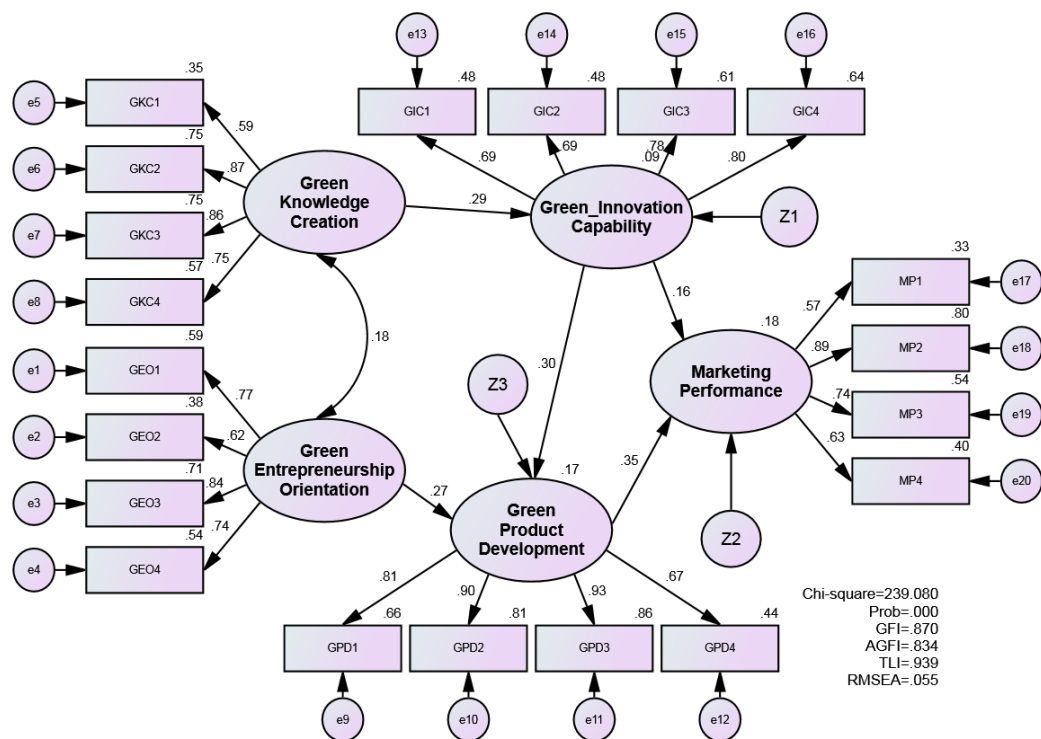 e13
e14
e15
e16
.35
.48
.48
.61
.64
e5
GKC1
GIC1
GIC2
GIC3
GIC4
.59
.75
.69
.69
.78
.09
.80
e6
GKC2
.87
Green
Knowledge
Creation
.75
.86
e7
GKC3
.29
Green_Innovation
Capability
Z1
.57
.75
e8
GKC4
.33
MP1
e17
.16
.57
.18
.59
.18
.80
e1
GEO1
.77
.30
.89
MP2
e18
Z3
Marketing
Performance
.38
.54
e2
GEO2
.62
.74
MP3
e19
Green
Entrepreneurship
Orientation
.63
.40
.71
.84
e3
GEO3
.35
MP4
e20
.27
.17
Green
Product
Development
.54
.74
e4
GEO4
Z2
.81
.90
.93
.67
.66
.81
.86
.44
GPD1
GPD2
GPD3
GPD4
e9
e10
e11
e12
Chi-square=239.080
Prob=.000
GFI=.870
AGFI=.834
TLI=.939
RMSEA=.055